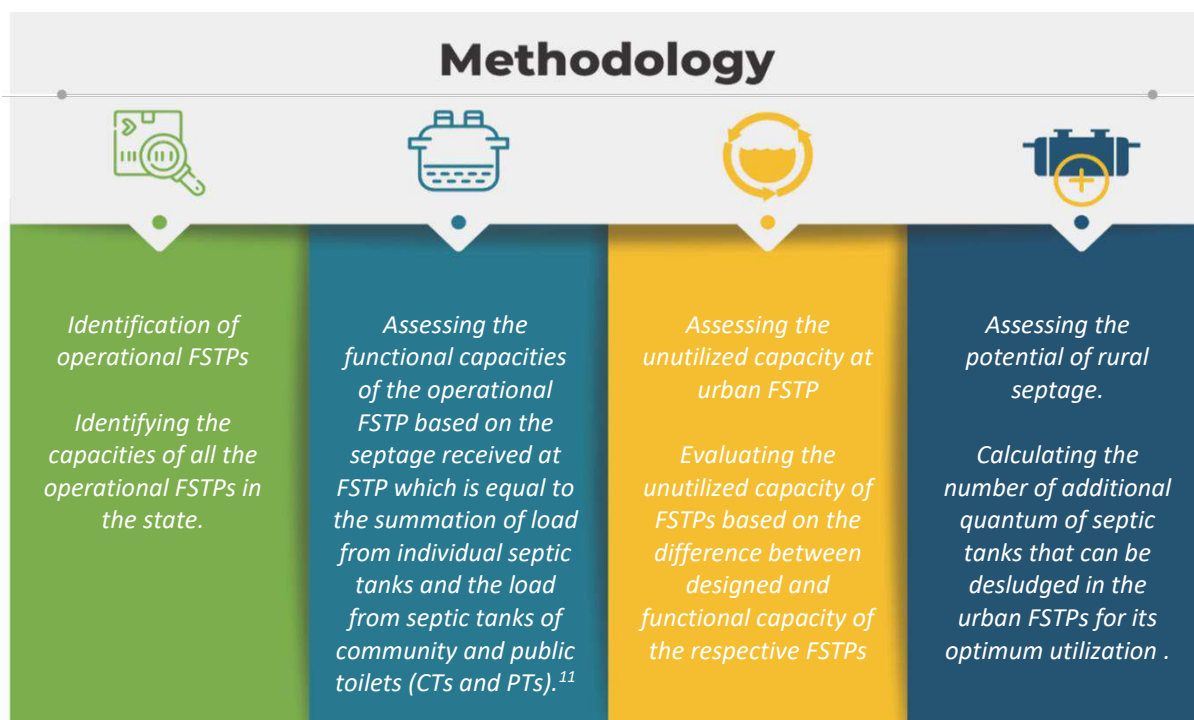 Methodology
Identification of
operational FSTPs
Identifying the
capacities of all the
operational FSTPs in
the state.
Assessing the
functional capacities
of the operational
FSTP based on the
septage received at
FSTP which is equal to
the summation of load
from individual septic
tanks and the load
from septic tanks of
community and public
toilets (CTs and PTs).11
Assessing the
unutilized capacity at
urban FSTP
Evaluating the
unutilized capacity of
FSTPs based on the
difference between
designed and
functional capacity of
the respective FSTPs
Assessing the
potential of rural
septage.
Calculating the
number of additional
quantum of septic
tanks that can be
desludged in the
urban FSTPs for its
optimum utilization .